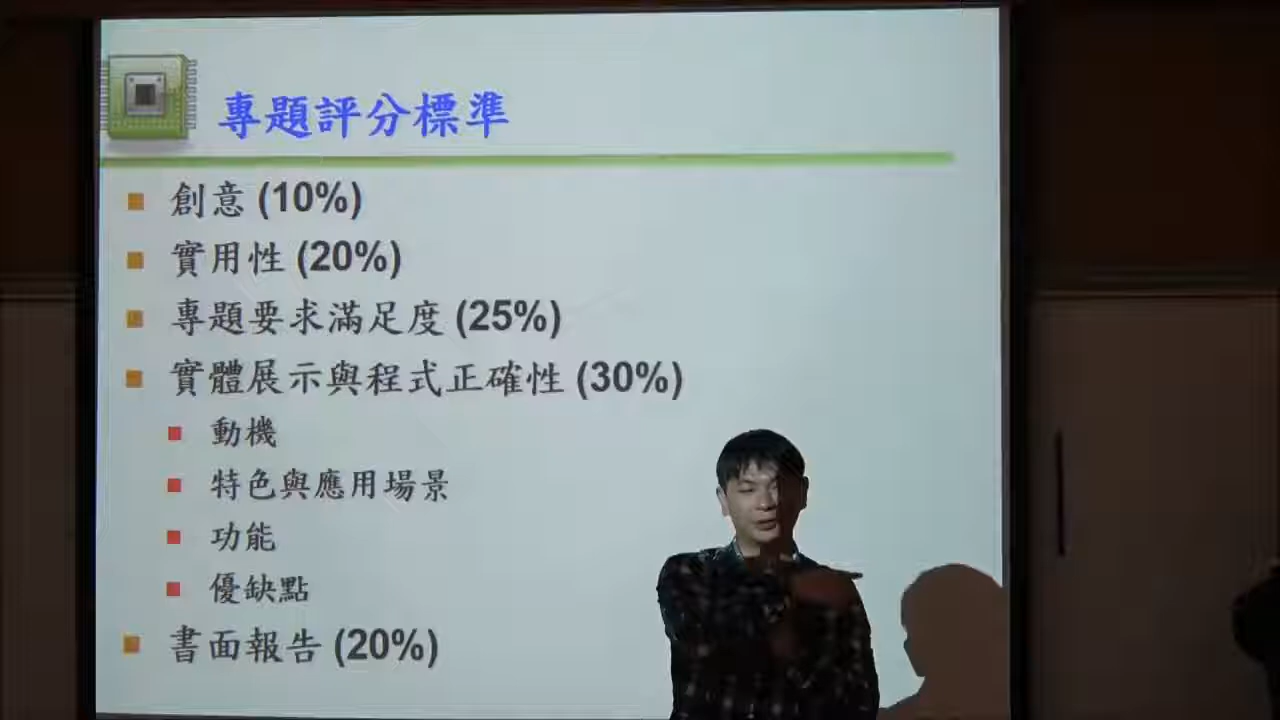 專題評分標準
創意 (10%)
實用性 (20%)
專題要求滿足度 (25%)
實體展示與程式正確性 (30%)
動機
特色與應用場景
功能
優缺點
書面報告 (20%)